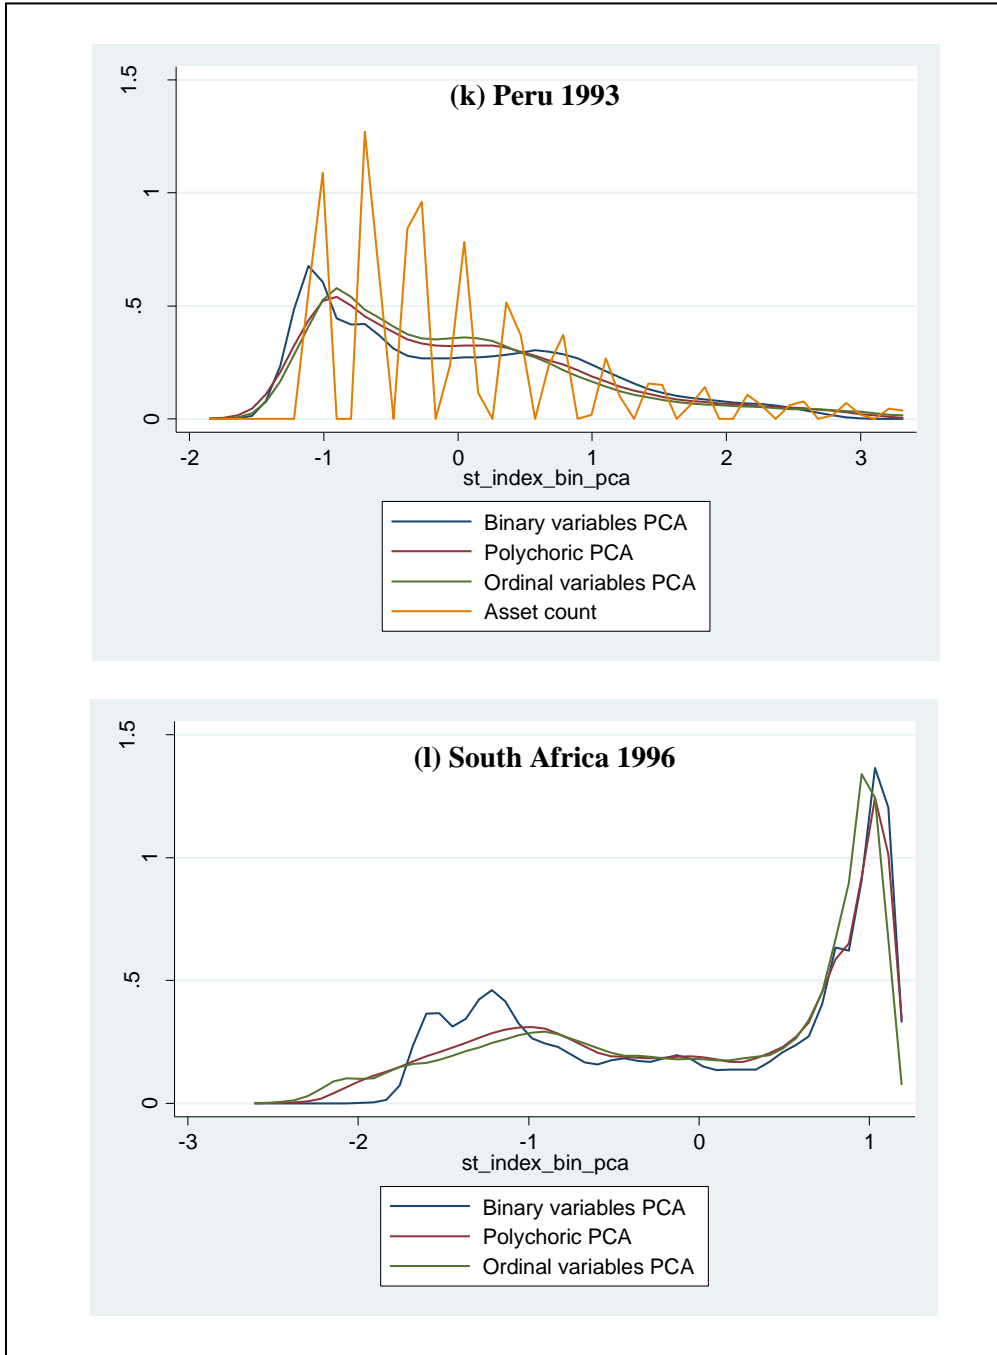 (k) Peru 1993
1.5
1
.5
0
-2 -1 0 1 2 3
st_index_bin_pca
Binary variables PCA
Polychoric PCA
Ordinal variables PCA
Asset count
(l) South Africa 1996
1.5
1
.5
0
-3 -2 -1 0 1
st_index_bin_pca
Binary variables PCA
Polychoric PCA
Ordinal variables PCA